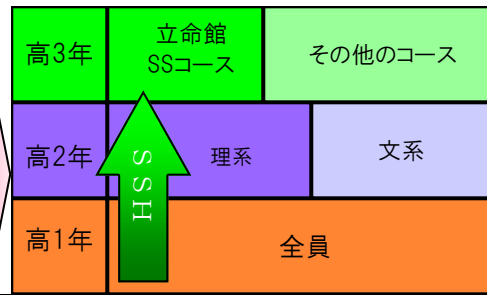 高3年
立命館
SSコース
その他のコース
高2年
SSH
理系
文系
高1年
全員